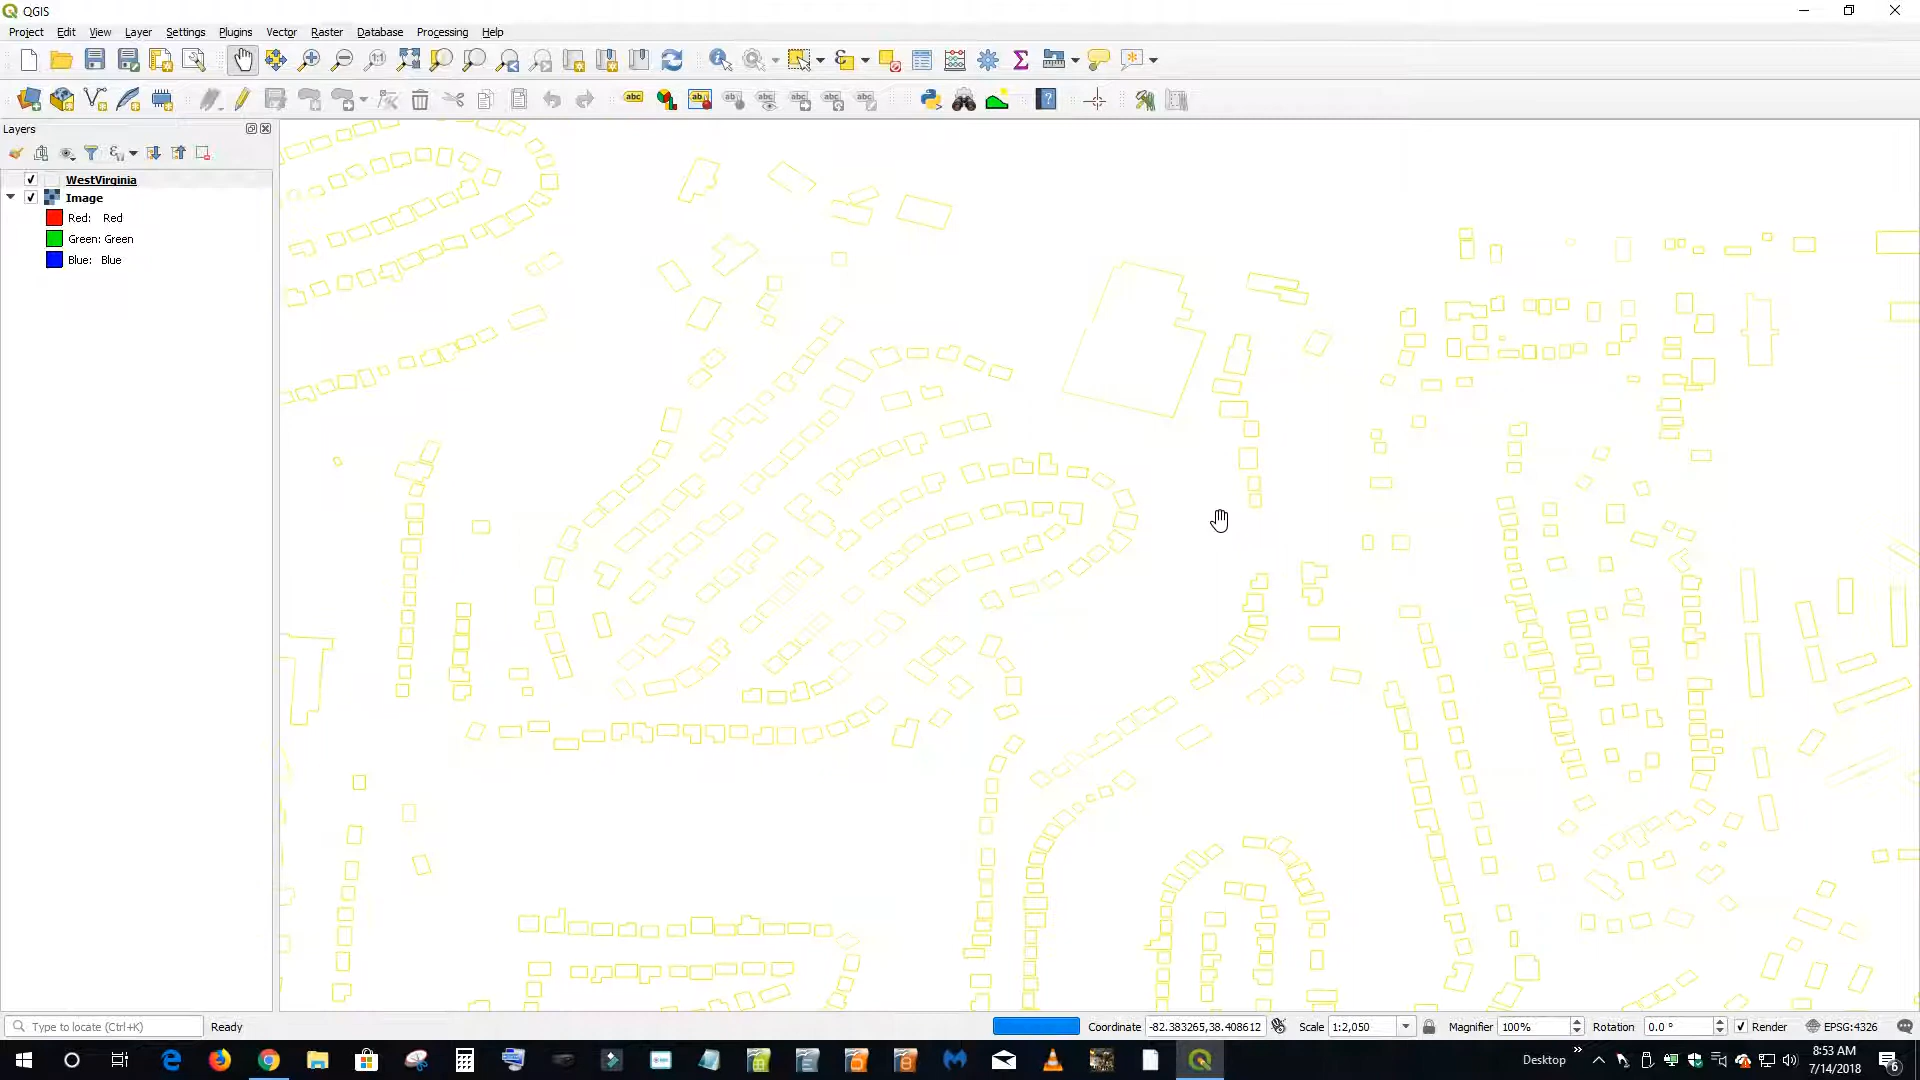 QGIS
Project Edit View Layer Settings Plugins Vector Raster Database Processing Help
Layers
WestVirginia
Image
Red: Red
Green: Green
Blue: Blue
Type to locate (Ctrl+K) Ready Coordinate -82.383265,38.408612 Scale 1:2,050 Magnifier 100% Rotation 0.0 ° Render EPSG:4326
Desktop
8:53 AM
7/14/2018
6